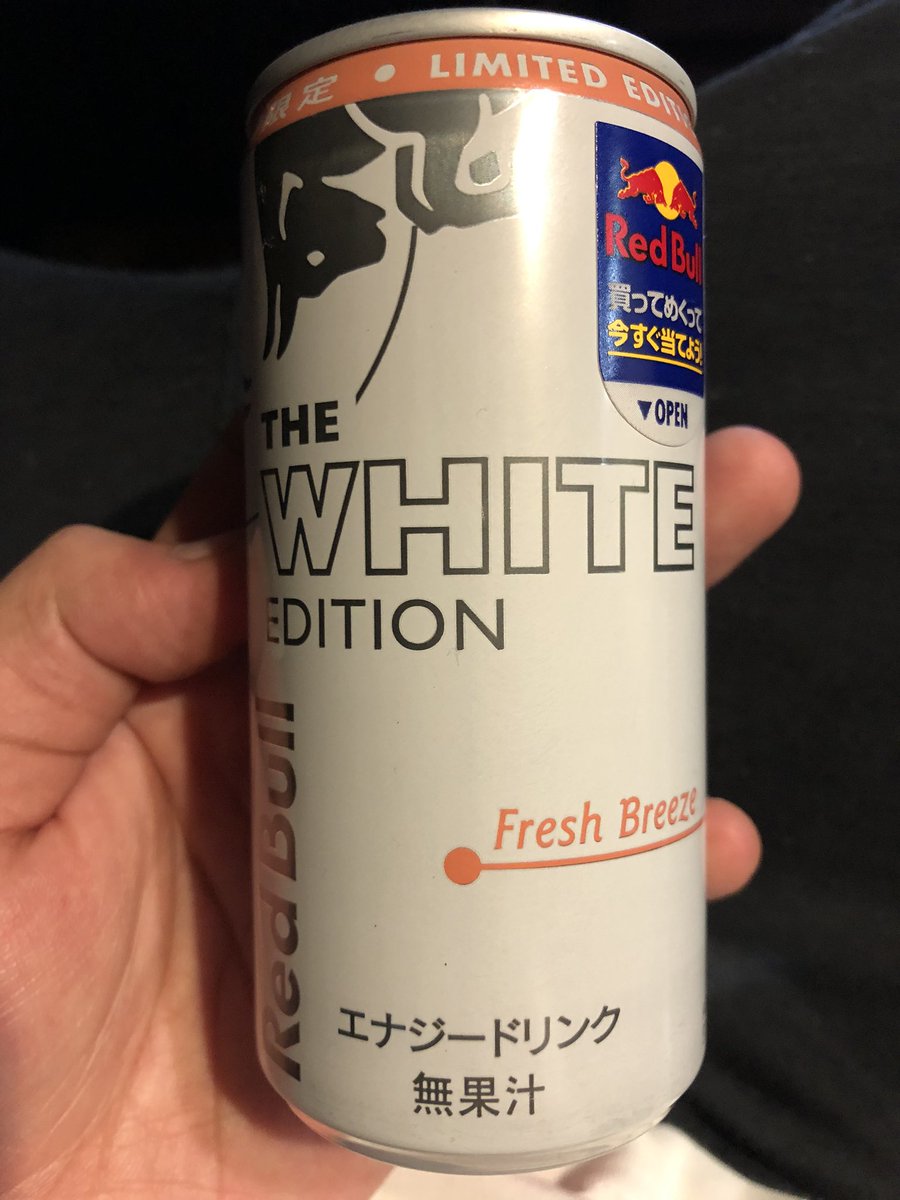 限定 • LIMITED EDITI
Red Bull
買ってめくって
今すぐ当てよう!
▼OPEN
THE
WHITE
EDITION
Red Bull
Fresh Breeze
エナジードリンク
無果汁